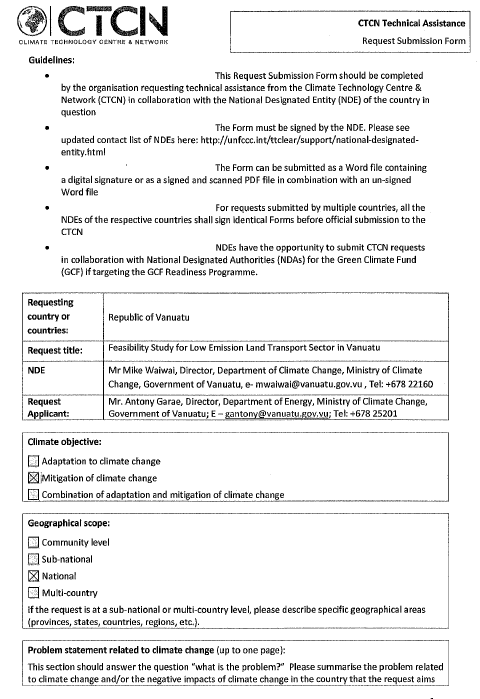 CTCN
CLIMATE TECHNOLOGY CENTRE & NETWORK
CTCN Technical Assistance
Request Submission Form
Guidelines:
• This Request Submission Form should be completed
by the organisation requesting technical assistance from the Climate Technology Centre &
Network (CTCN) in collaboration with the National Designated Entity (NDE) of the country in
question
• The Form must be signed by the NDE. Please see
updated contact list of NDEs here: http://unfccc.int/ttclear/support/national-designated-
entity.html
• The Form can be submitted as a Word file containing
a digital signature or as a signed and scanned PDF file in combination with an un-signed
Word file
• For requests submitted by multiple countries, all the
NDEs of the respective countries shall sign identical Forms before official submission to the
CTCN
• NDEs have the opportunity to submit CTCN requests
in collaboration with National Designated Authorities (NDAs) for the Green Climate Fund
(GCF) if targeting the GCF Readiness Programme.
Requesting
country or
countries:
Republic of Vanuatu
Request title:
Feasibility Study for Low Emission Land Transport Sector in Vanuatu
NDE
Mr Mike Waiwai, Director, Department of Climate Change, Ministry of Climate
Change, Government of Vanuatu, e- mwaiwai@vanuatu.gov.vu , Tel: +678 22160
Request
Applicant:
Mr. Antony Garae, Director, Department of Energy, Ministry of Climate Change,
Government of Vanuatu; E – gantony@vanuatu.gov.vu; Tel: +678 25201
Climate objective:
☐ Adaptation to climate change
☒ Mitigation of climate change
☐ Combination of adaptation and mitigation of climate change
Geographical scope:
☐ Community level
☐ Sub-national
☒ National
☐ Multi-country
If the request is at a sub-national or multi-country level, please describe specific geographical areas
(provinces, states, countries, regions, etc.).
Problem statement related to climate change (up to one page):
This section should answer the question "what is the problem?" Please summarise the problem related
to climate change and/or the negative impacts of climate change in the country that the request aims